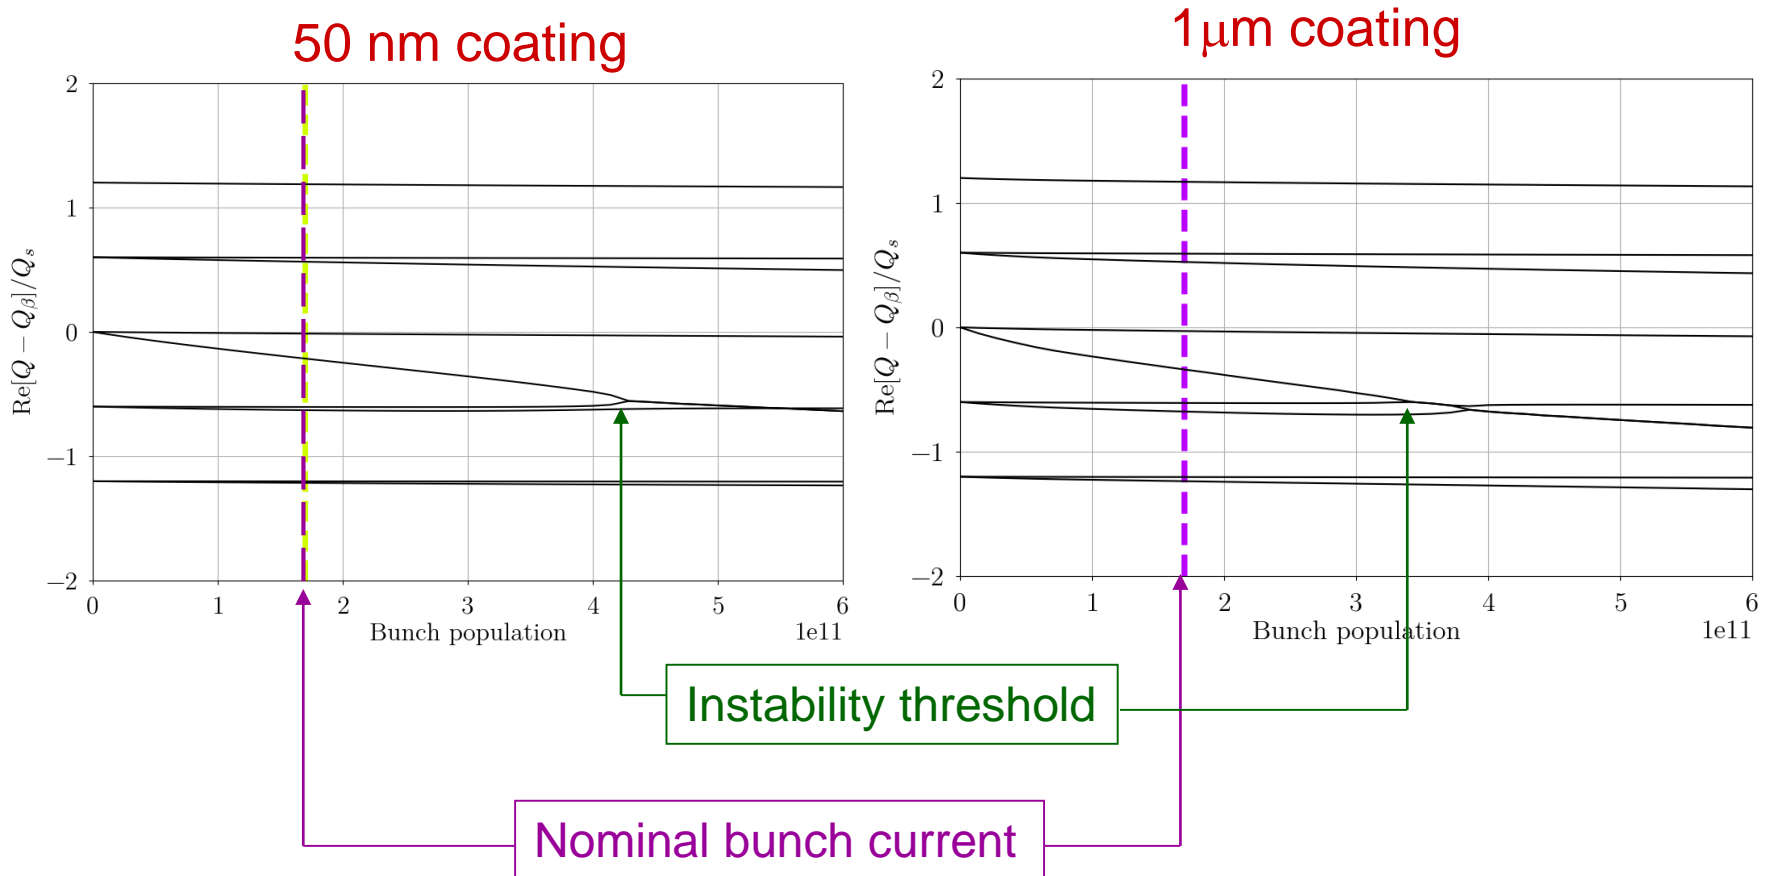 50 nm coating
1μm coating
2
1
0
−1
−2
Re[Q − Qβ]/Qs
0 1 2 3 4 5 6
Bunch population
1e11
2
1
0
−1
−2
Re[Q − Qβ]/Qs
0 1 2 3 4 5 6
Bunch population
1e11
Instability threshold
Nominal bunch current